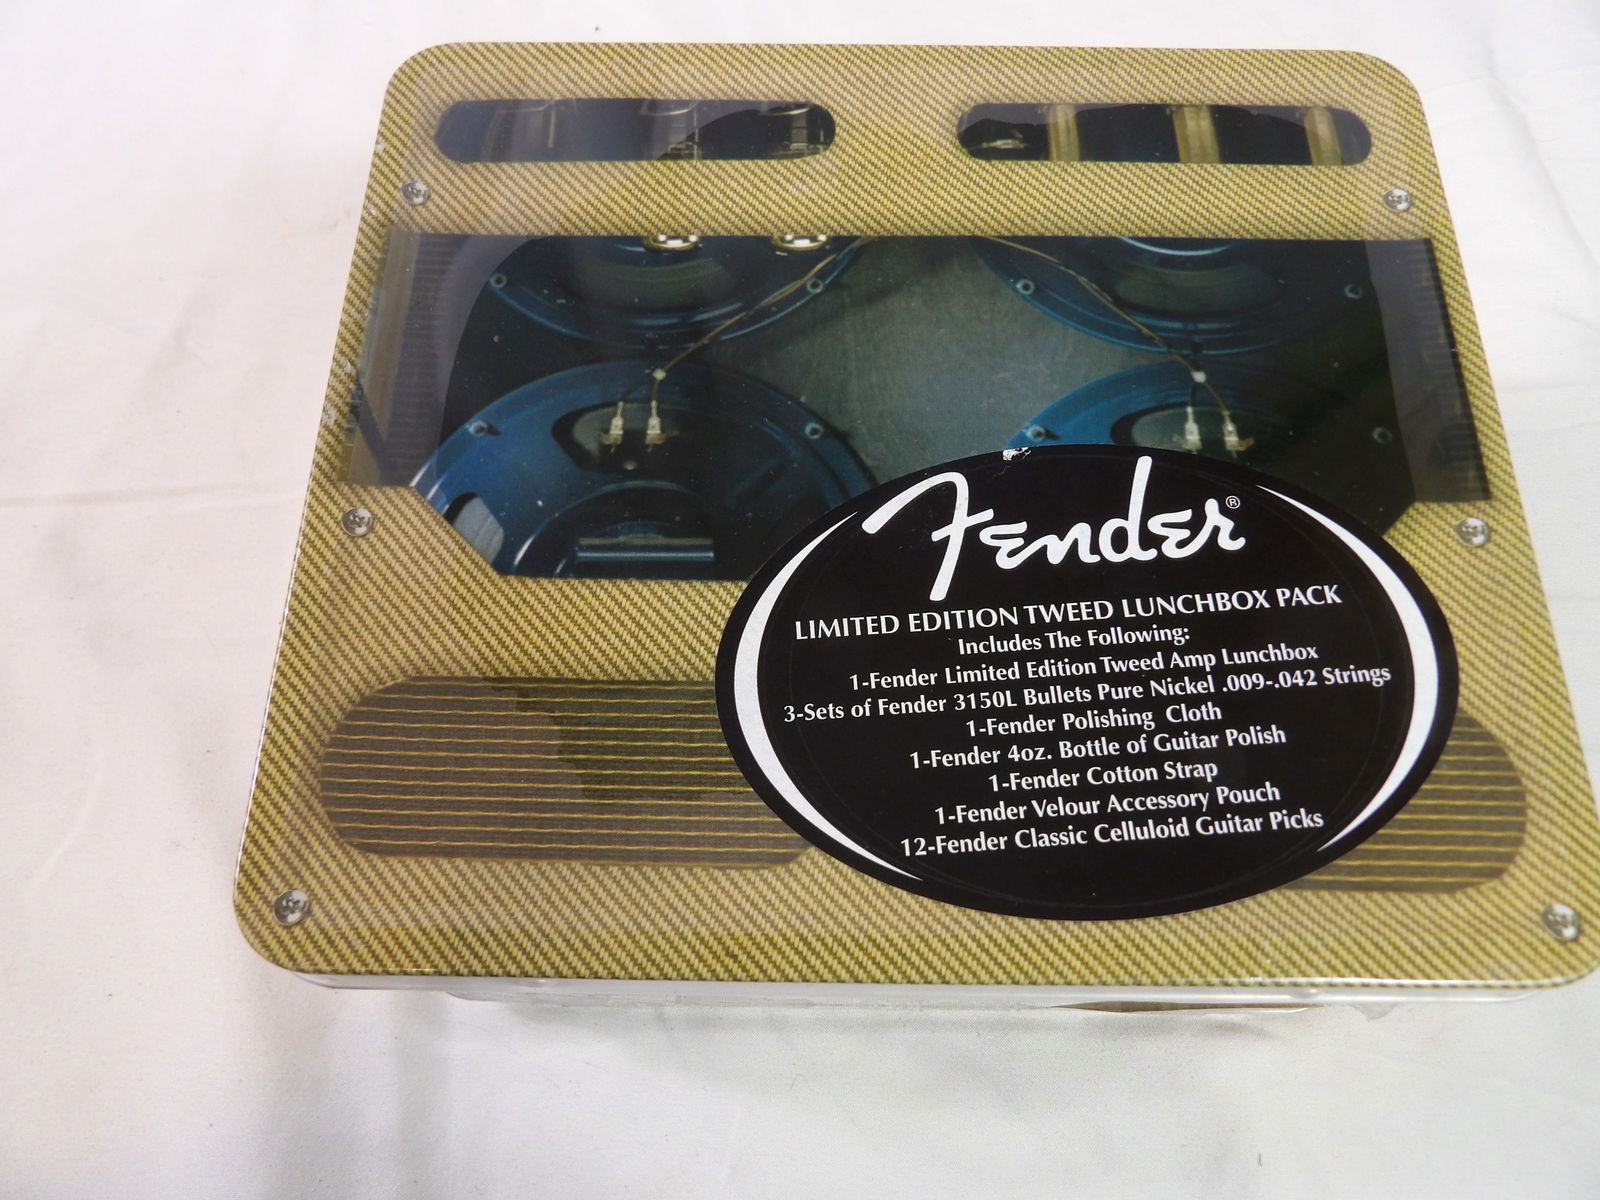 Fender®
LIMITED EDITION TWEED LUNCHBOX PACK
Includes The Following:
1-Fender Limited Edition Tweed Amp Lunchbox
3-Sets of Fender 3150L Bullets Pure Nickel .009-.042 Strings
1-Fender Polishing Cloth
1-Fender 4oz. Bottle of Guitar Polish
1-Fender Cotton Strap
1-Fender Velour Accessory Pouch
12-Fender Classic Celluloid Guitar Picks